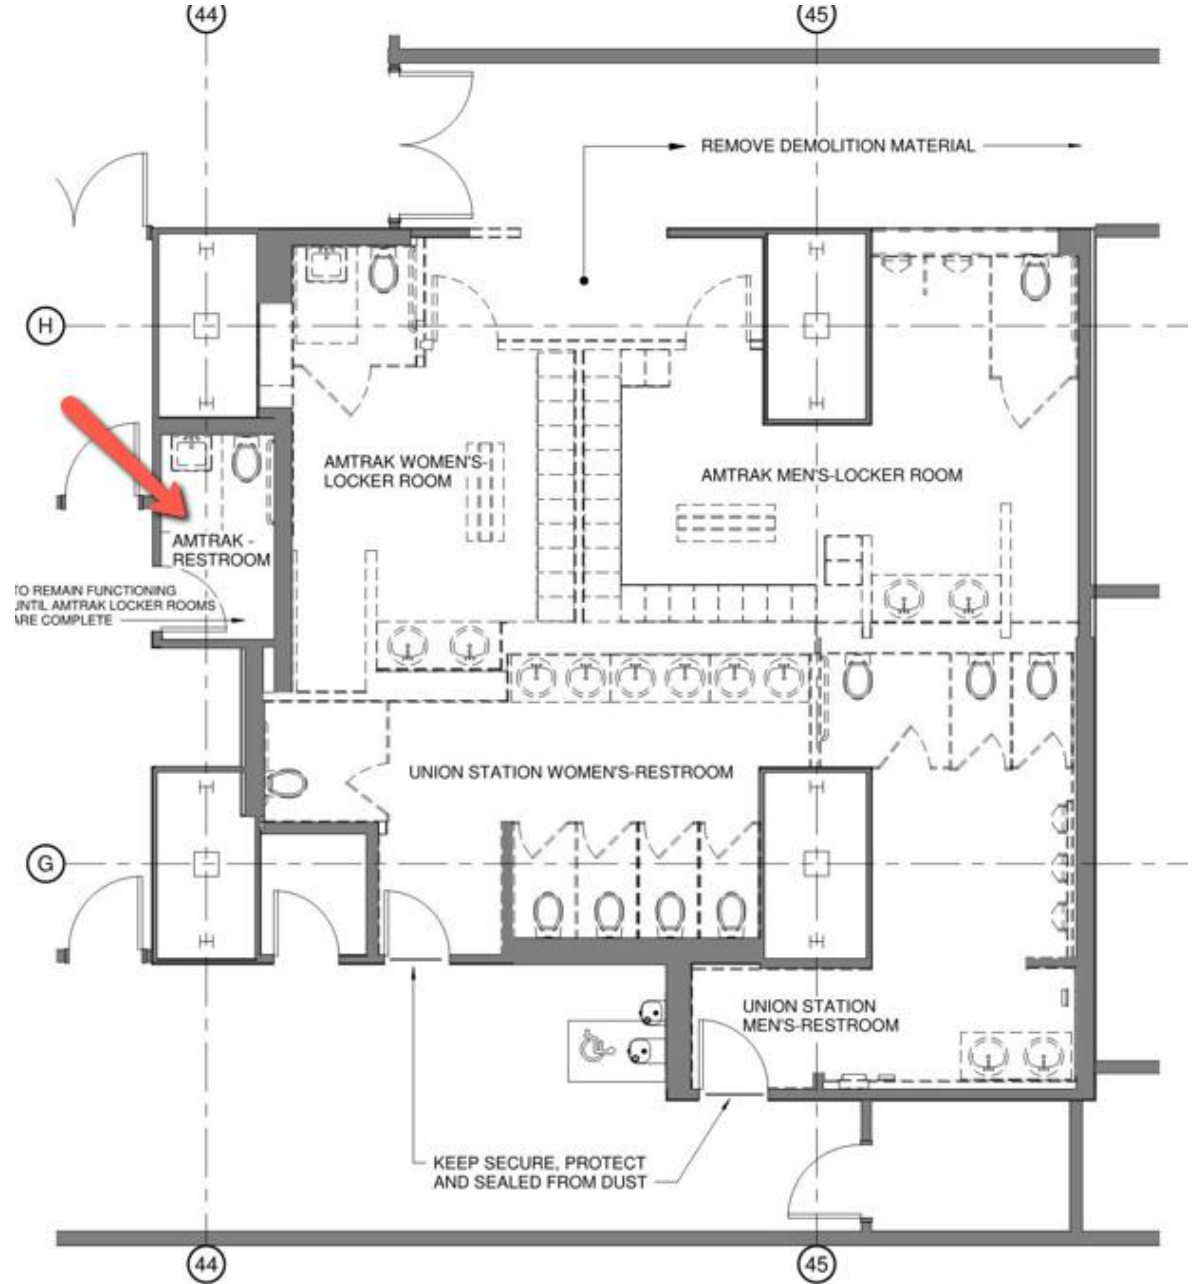 44
45
REMOVE DEMOLITION MATERIAL
H
AMTRAK WOMEN'S-
LOCKER ROOM
AMTRAK MEN'S-LOCKER ROOM
AMTRAK -
RESTROOM
TO REMAIN FUNCTIONING
UNTIL AMTRAK LOCKER ROOMS
ARE COMPLETE
UNION STATION WOMEN'S-RESTROOM
G
UNION STATION
MEN'S-RESTROOM
KEEP SECURE, PROTECT
AND SEALED FROM DUST
44
45